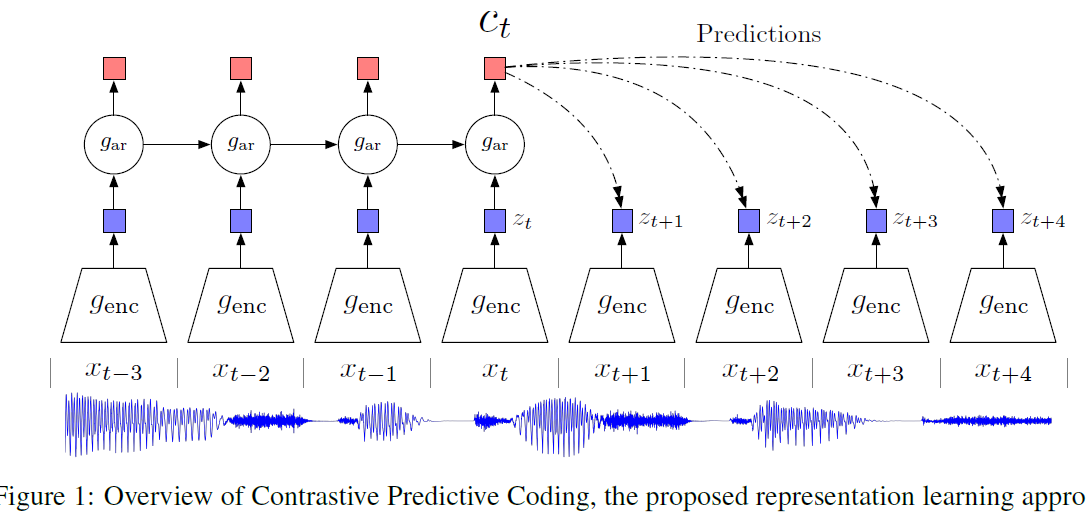 c_t
Predictions
g_ar g_ar g_ar g_ar
z_t z_{t+1} z_{t+2} z_{t+3} z_{t+4}
g_enc g_enc g_enc g_enc g_enc g_enc g_enc g_enc
x_{t−3} x_{t−2} x_{t−1} x_t x_{t+1} x_{t+2} x_{t+3} x_{t+4}
Figure 1: Overview of Contrastive Predictive Coding, the proposed representation learning appro